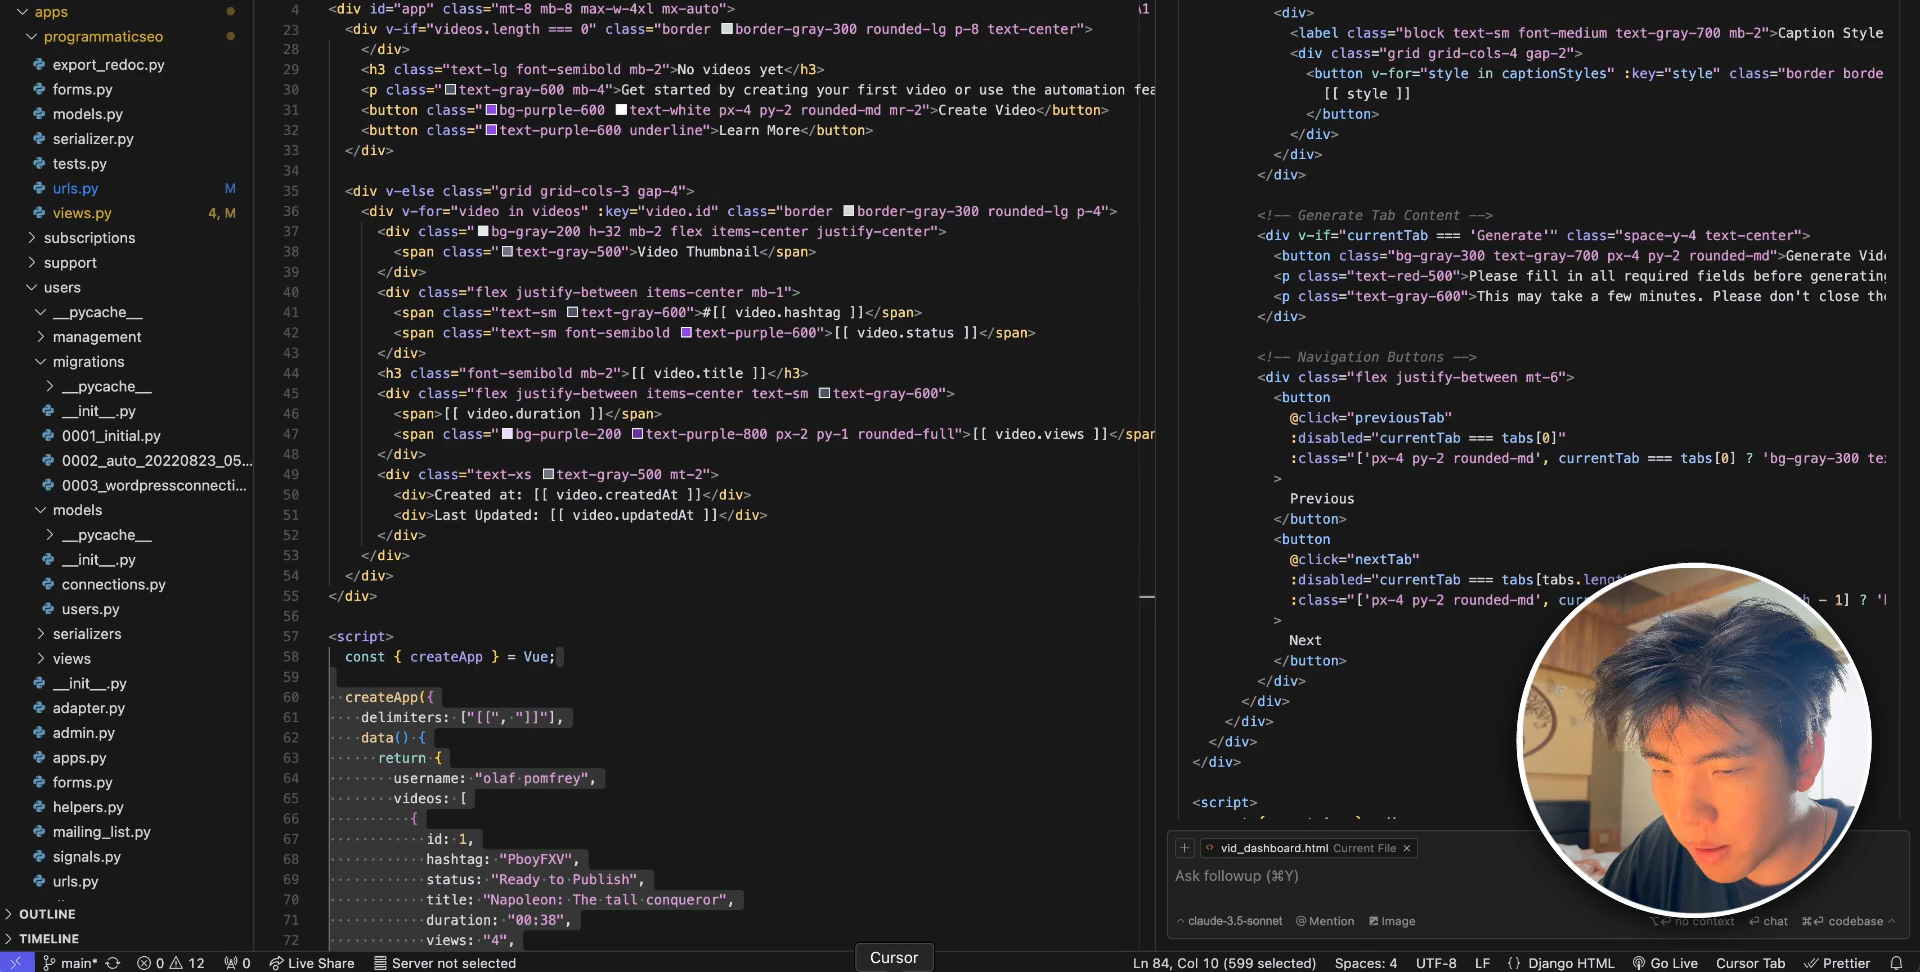 apps
programmaticseo
export_redoc.py
forms.py
models.py
serializer.py
tests.py
urls.py M
views.py 4, M
subscriptions
support
users
__pycache__
management
migrations
__pycache__
__init__.py
0001_initial.py
0002_auto_20220823_05...
0003_wordpressconnecti...
models
__pycache__
__init__.py
connections.py
users.py
serializers
views
__init__.py
adapter.py
admin.py
apps.py
forms.py
helpers.py
mailing_list.py
signals.py
urls.py
OUTLINE
TIMELINE
4 <div id="app" class="mt-8 mb-8 max-w-4xl mx-auto">
23 <div v-if="videos.length === 0" class="border border-gray-300 rounded-lg p-8 text-center">
28 </div>
29 <h3 class="text-lg font-semibold mb-2">No videos yet</h3>
30 <p class="text-gray-600 mb-4">Get started by creating your first video or use the automation fea
31 <button class="bg-purple-600 text-white px-4 py-2 rounded-md mr-2">Create Video</button>
32 <button class="text-purple-600 underline">Learn More</button>
33 </div>
34
35 <div v-else class="grid grid-cols-3 gap-4">
36 <div v-for="video in videos" :key="video.id" class="border border-gray-300 rounded-lg p-4">
37 <div class="bg-gray-200 h-32 mb-2 flex items-center justify-center">
38 <span class="text-gray-500">Video Thumbnail</span>
39 </div>
40 <div class="flex justify-between items-center mb-1">
41 <span class="text-sm text-gray-600">#[[ video.hashtag ]]</span>
42 <span class="text-sm font-semibold text-purple-600">[[ video.status ]]</span>
43 </div>
44 <h3 class="font-semibold mb-2">[[ video.title ]]</h3>
45 <div class="flex justify-between items-center text-sm text-gray-600">
46 <span>[[ video.duration ]]</span>
47 <span class="bg-purple-200 text-purple-800 px-2 py-1 rounded-full">[[ video.views ]]</span
48 </div>
49 <div class="text-xs text-gray-500 mt-2">
50 <div>Created at: [[ video.createdAt ]]</div>
51 <div>Last Updated: [[ video.updatedAt ]]</div>
52 </div>
53 </div>
54 </div>
55 </div>
56
57 <script>
58 const { createApp } = Vue;
59
60 createApp({
61 delimiters: ["[[", "]]"],
62 data() {
63 return {
64 username: "olaf pomfrey",
65 videos: [
66 {
67 id: 1,
68 hashtag: "PboyFXV",
69 status: "Ready to Publish",
70 title: "Napoleon: The tall conqueror",
71 duration: "00:38",
72 views: "4",
<div>
<label class="block text-sm font-medium text-gray-700 mb-2">Caption Style
<div class="grid grid-cols-4 gap-2">
<button v-for="style in captionStyles" :key="style" class="border borde
[[ style ]]
</button>
</div>
</div>
</div>
<!-- Generate Tab Content -->
<div v-if="currentTab === 'Generate'" class="space-y-4 text-center">
<button class="bg-gray-300 text-gray-700 px-4 py-2 rounded-md">Generate Vid
<p class="text-red-500">Please fill in all required fields before generating
<p class="text-gray-600">This may take a few minutes. Please don't close the
</div>
<!-- Navigation Buttons -->
<div class="flex justify-between mt-6">
<button
@click="previousTab"
:disabled="currentTab === tabs[0]"
:class="['px-4 py-2 rounded-md', currentTab === tabs[0] ? 'bg-gray-300 te
>
Previous
</button>
<button
@click="nextTab"
:disabled="currentTab === tabs[tabs.lengt
:class="['px-4 py-2 rounded-md', cur - 1] ? '
>
Next
</button>
</div>
</div>
</div>
</div>
</div>
<script>
+ vid_dashboard.html Current File ×
Ask followup (⌘Y)
claude-3.5-sonnet @ Mention Image no context chat codebase
main* 0 12 0 Live Share Server not selected Cursor Ln 84, Col 10 (599 selected) Spaces: 4 UTF-8 LF {} Django HTML Go Live Cursor Tab Prettier